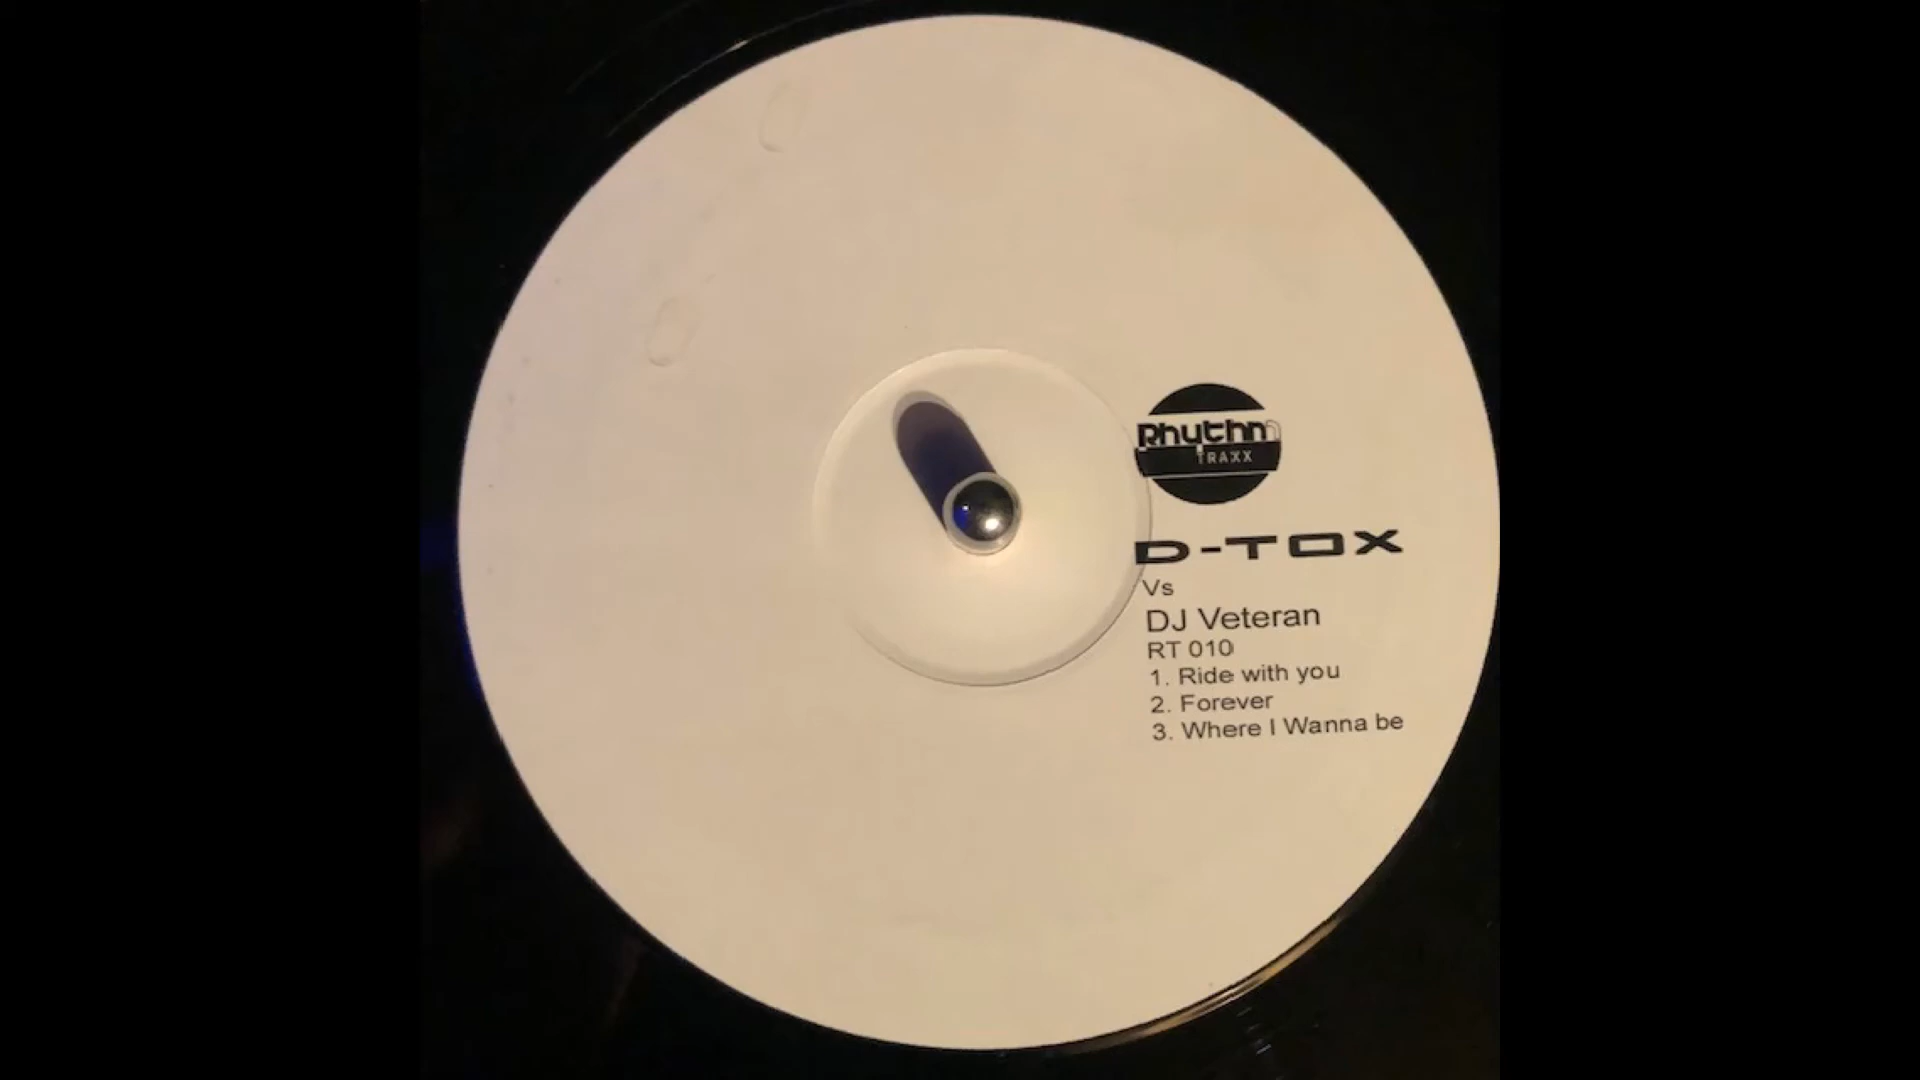 Rhythm
TRAXX
D-TOX
Vs
DJ Veteran
RT 010
1. Ride with you
2. Forever
3. Where I Wanna be